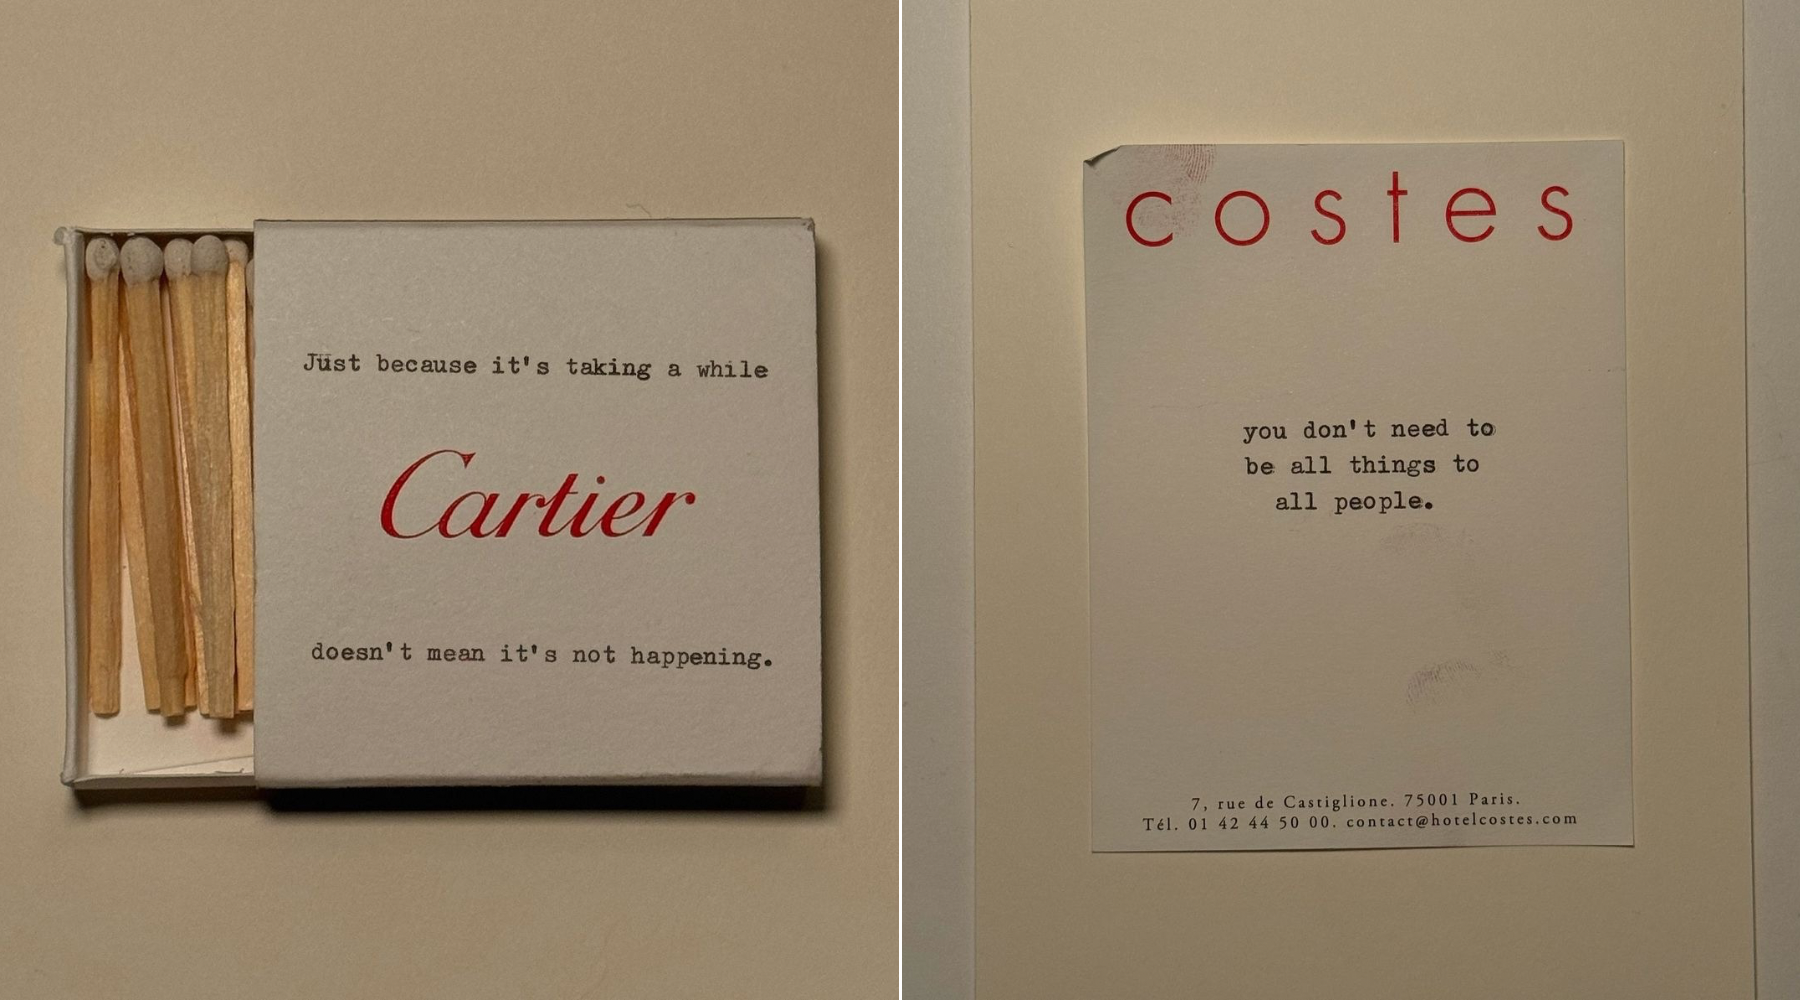 Just because it's taking a while
Cartier
doesn't mean it's not happening.
costes
you don't need to
be all things to
all people.
7, rue de Castiglione. 75001 Paris.
Tél. 01 42 44 50 00. contact@hotelcostes.com